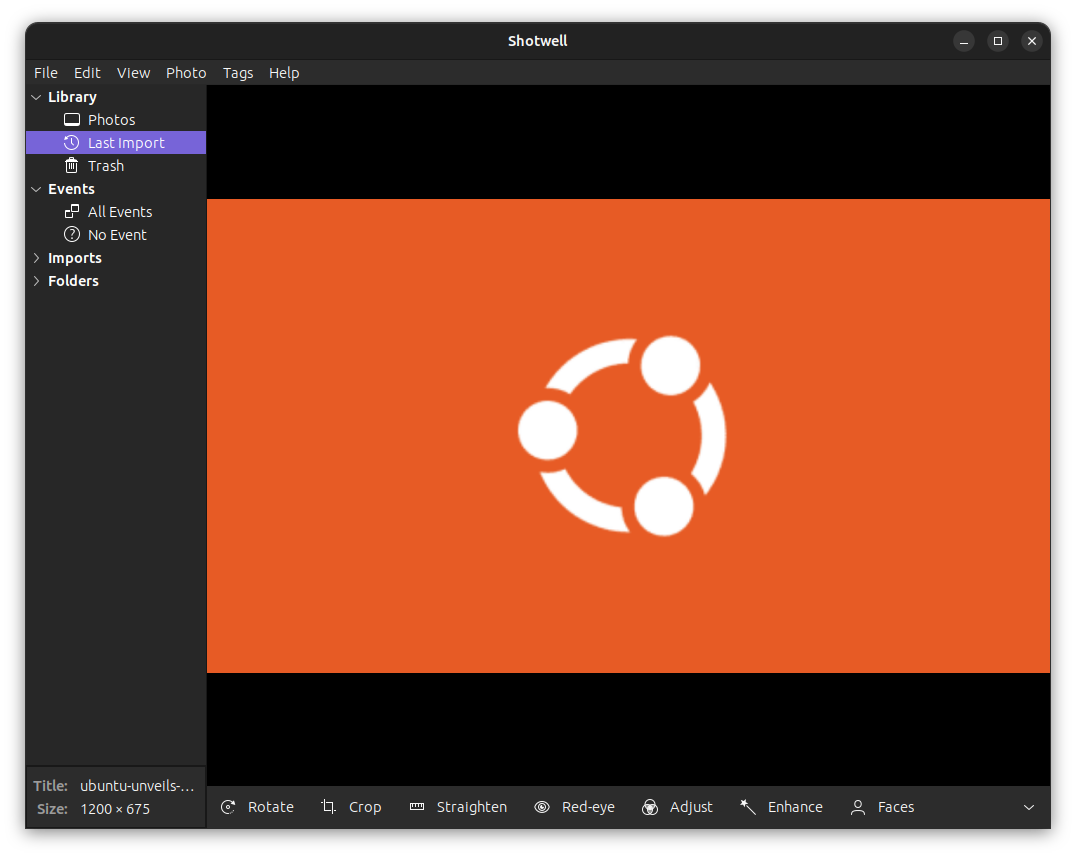 Shotwell
File Edit View Photo Tags Help
Library
Photos
Last Import
Trash
Events
All Events
No Event
Imports
Folders
Title: ubuntu-unveils-...
Size: 1200 × 675
Rotate Crop Straighten Red-eye Adjust Enhance Faces